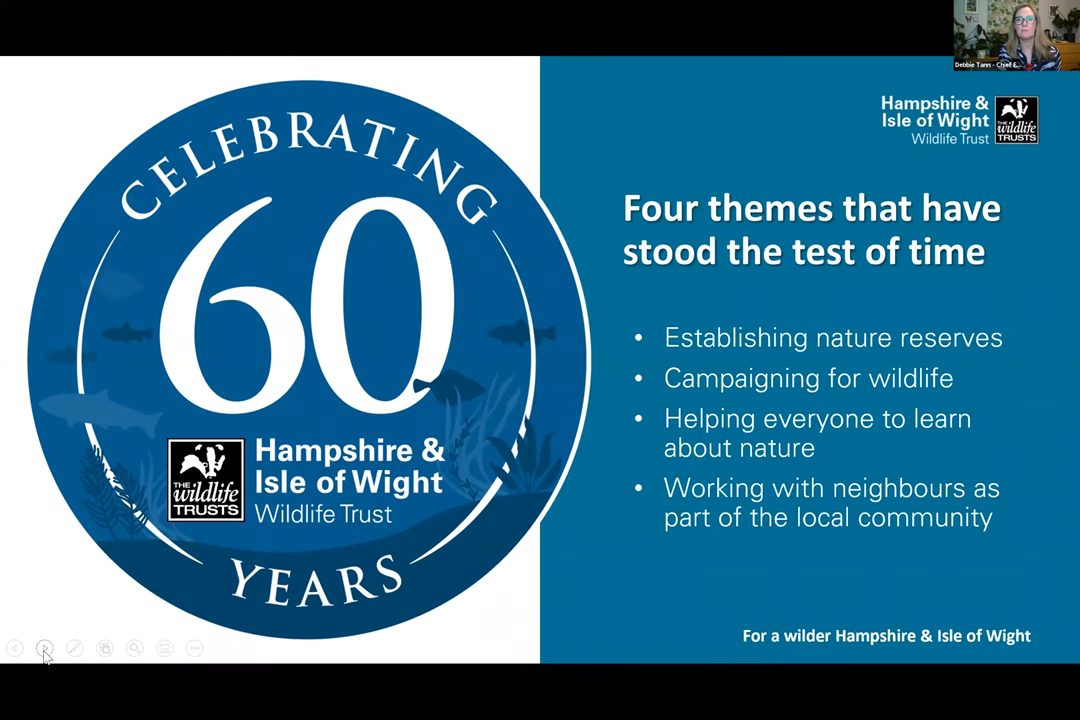 Debbie Tann - Chief E...
Hampshire &
Isle of Wight
Wildlife Trust
THE
wildlife
TRUSTS
CELEBRATING
60
THE
wildlife
TRUSTS
Hampshire &
Isle of Wight
Wildlife Trust
YEARS
Four themes that have
stood the test of time
• Establishing nature reserves
• Campaigning for wildlife
• Helping everyone to learn
about nature
• Working with neighbours as
part of the local community
For a wilder Hampshire & Isle of Wight